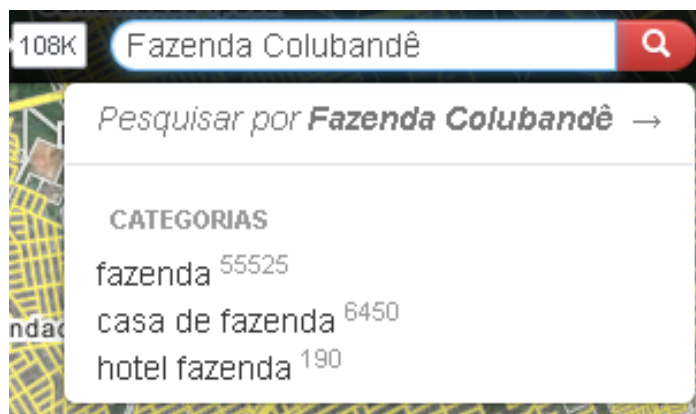 108K Fazenda Colubandê
Pesquisar por Fazenda Colubandê →
CATEGORIAS
fazenda 55525
casa de fazenda 6450
hotel fazenda 190